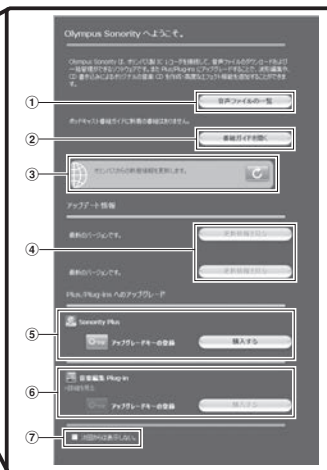 Olympus Sonority へようこそ。
Olympus Sonority は、オリンパス製 IC レコーダを接続して、音声ファイルのダウンロードおよび
一括管理ができるソフトウェアです。また Plus/Plug-ins にアップグレードすることで、波形編集や、
CD 書き込みによるオリジナルの音楽 CD を作成・高度なエフェクト機能を追加することができま
す。
① 音声ファイルの一覧
ポッドキャスト番組ガイドに新着の番組はありません。
② 番組ガイドを開く
③ オリンパスからの新着情報を更新します。
アップデート情報
最新のバージョンです。
④
最新のバージョンです。
Plus/Plug-ins へのアップグレード
Sonority Plus
⑤ アップグレードキーの登録 購入する
音楽編集 Plug-in
⑥ アップグレードキーの登録 購入する
⑦ 次回からは表示しない。